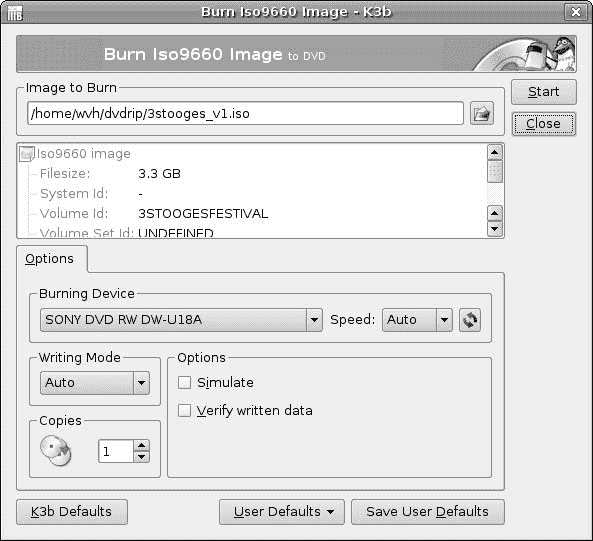 Burn Iso9660 Image - K3b
Burn Iso9660 Image to DVD
Image to Burn
Start
/home/wvh/dvdrip/3stooges_v1.iso
Close
Iso9660 image
Filesize: 3.3 GB
System Id: -
Volume Id: 3STOOGESFESTIVAL
Volume Set Id: UNDEFINED
Options
Burning Device
SONY DVD RW DW-U18A Speed: Auto
Writing Mode
Auto
Options
Simulate
Verify written data
Copies
1
K3b Defaults User Defaults Save User Defaults